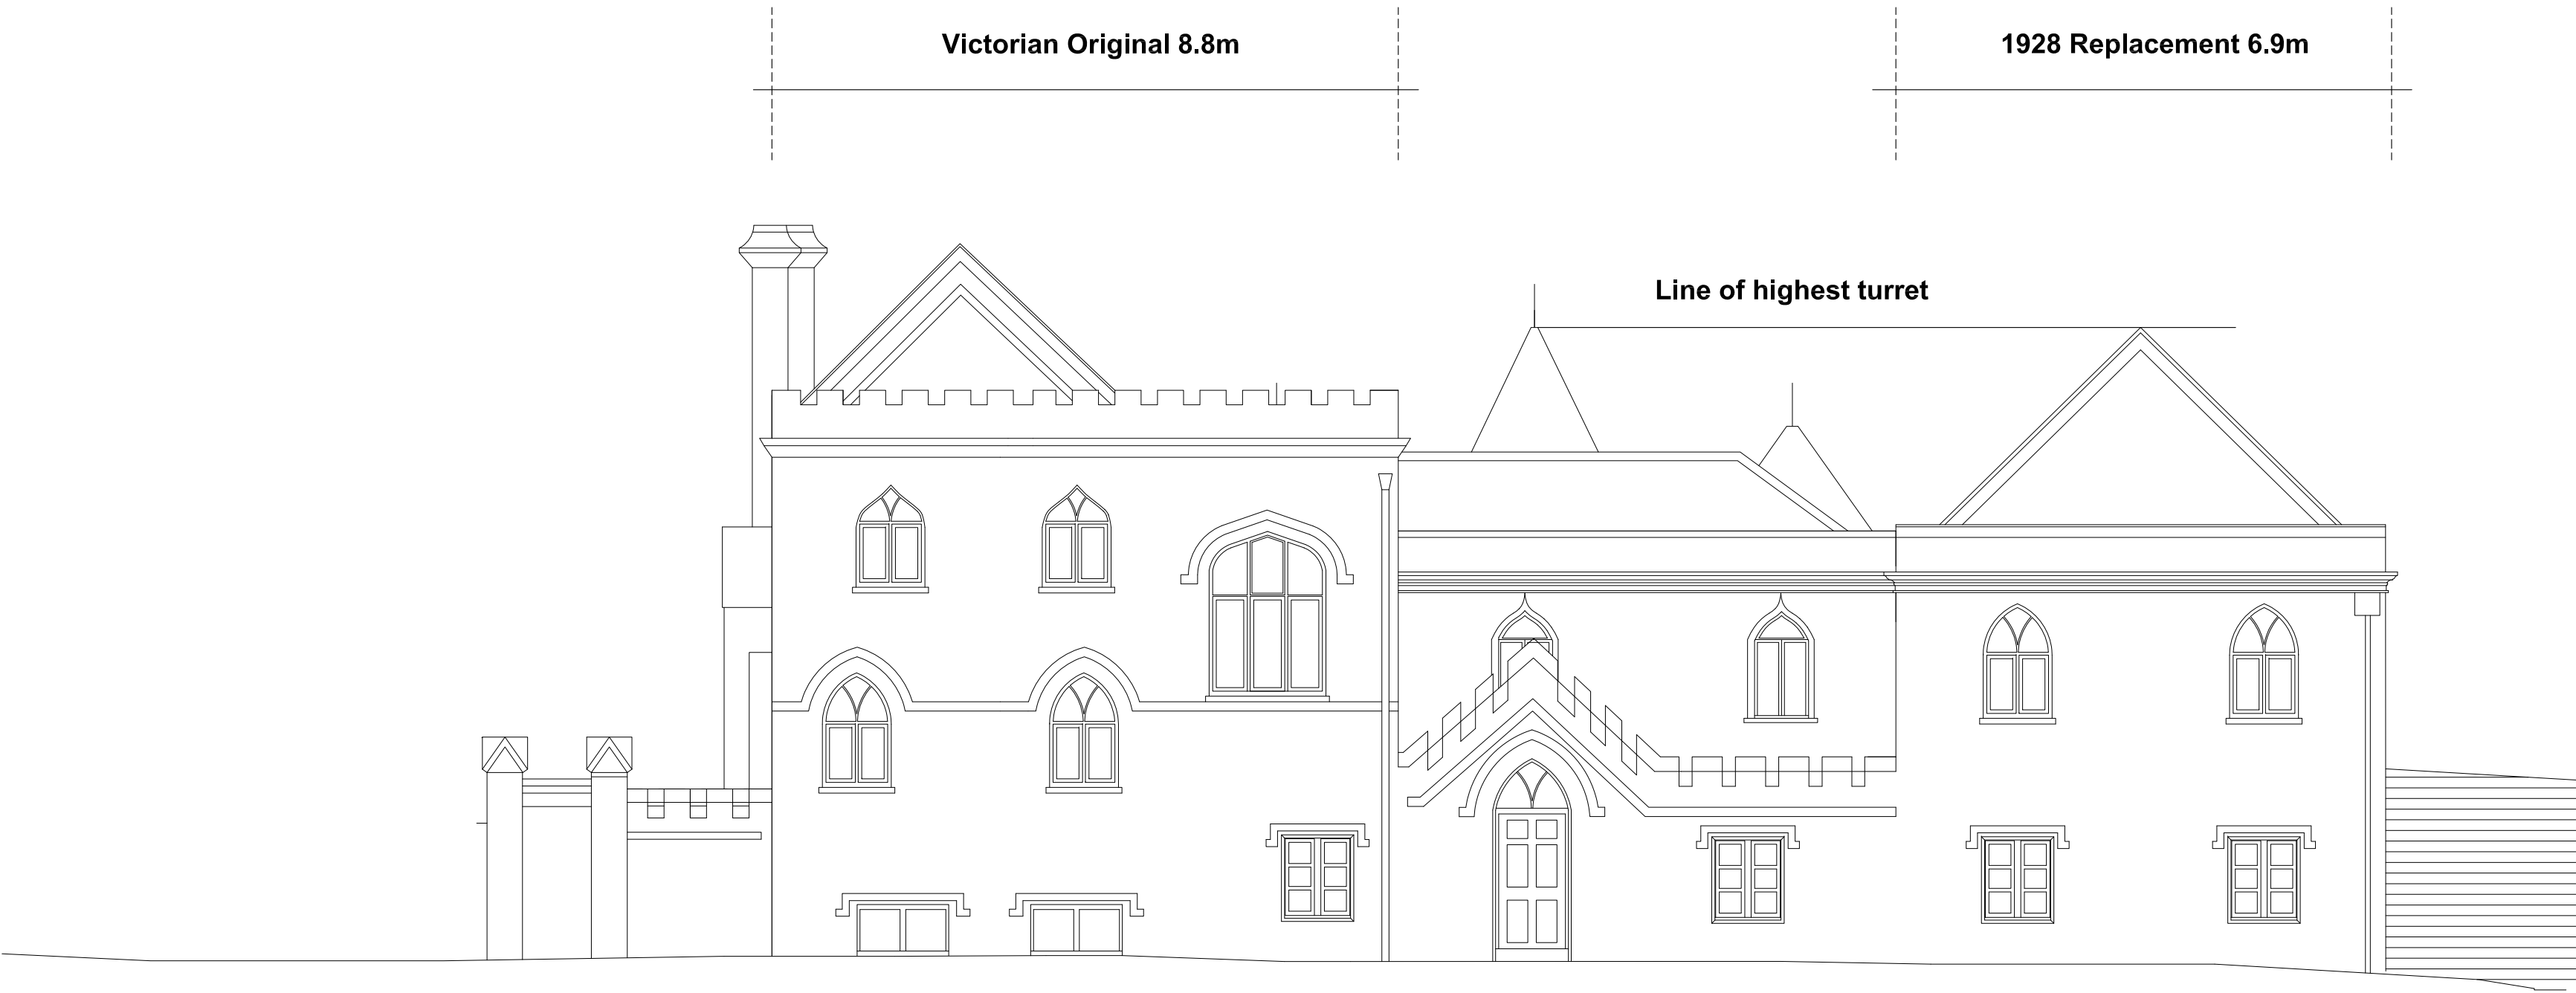 Victorian Original 8.8m
1928 Replacement 6.9m
Line of highest turret